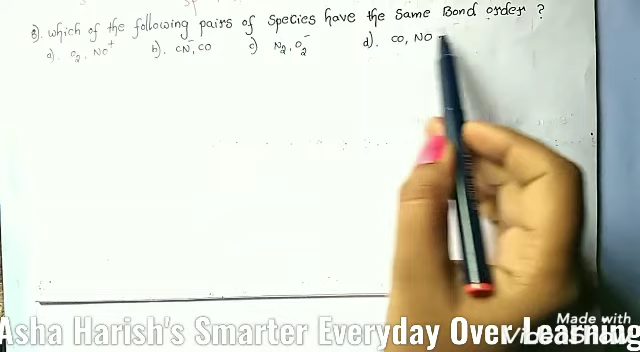 8). which of the following pairs of species have the same Bond order ?
a). O₂, NO⁺ b). CN⁻, CO c) N₂, O₂⁻ d). CO, NO
Made with
Asha Harish's Smarter Everyday Over Learning